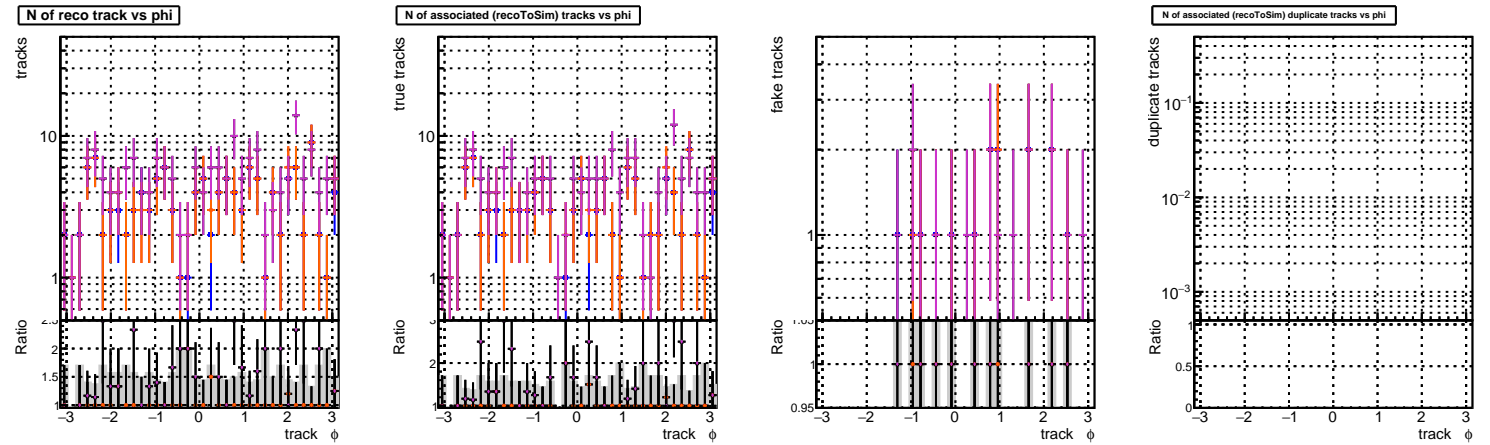 N of reco track vs phi
tracks
10
1
Ratio
2.5
2
1.5
1
−3 −2 −1 0 1 2 3
track φ
N of associated (recoToSim) tracks vs phi
true tracks
10
1
Ratio
3
2
1
−3 −2 −1 0 1 2 3
track φ
fake tracks
1
Ratio
1.05
1
0.95
−3 −2 −1 0 1 2 3
track φ
N of associated (recoToSim) duplicate tracks vs phi
duplicate tracks
10−1
10−2
10−3
Ratio
1
0.5
0
−3 −2 −1 0 1 2 3
track φ